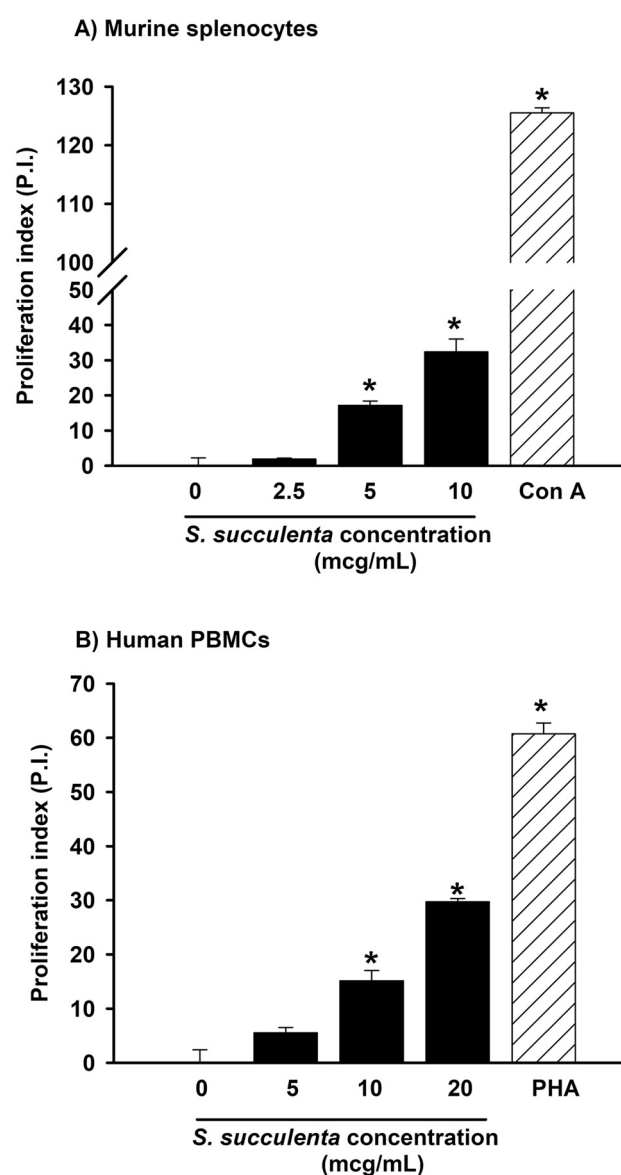 A) Murine splenocytes
Proliferation index (P.I.)
130
120
110
100
50
40
30
20
10
0
*
*
*
0 2.5 5 10 Con A
S. succulenta concentration
(mcg/mL)
B) Human PBMCs
Proliferation index (P.I.)
70
60
50
40
30
20
10
0
*
*
*
0 5 10 20 PHA
S. succulenta concentration
(mcg/mL)